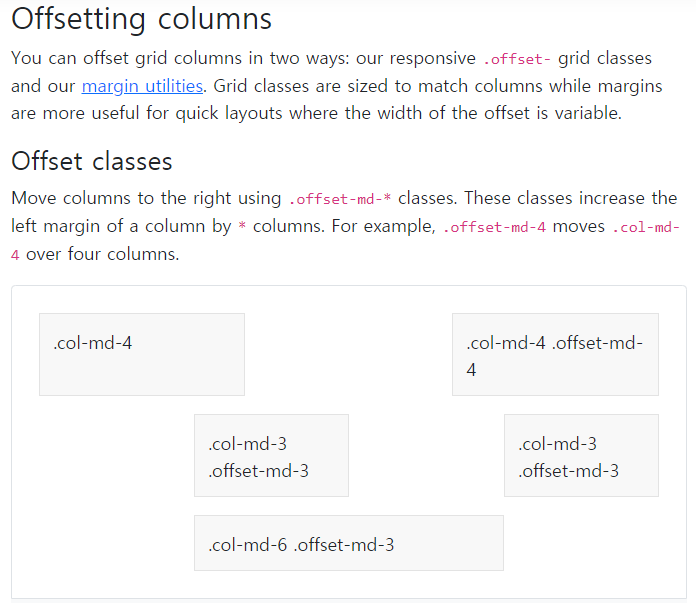 Offsetting columns
You can offset grid columns in two ways: our responsive .offset- grid classes
and our margin utilities. Grid classes are sized to match columns while margins
are more useful for quick layouts where the width of the offset is variable.
Offset classes
Move columns to the right using .offset-md-* classes. These classes increase the
left margin of a column by * columns. For example, .offset-md-4 moves .col-md-
4 over four columns.
.col-md-4
.col-md-4 .offset-md-
4
.col-md-3
.offset-md-3
.col-md-3
.offset-md-3
.col-md-6 .offset-md-3